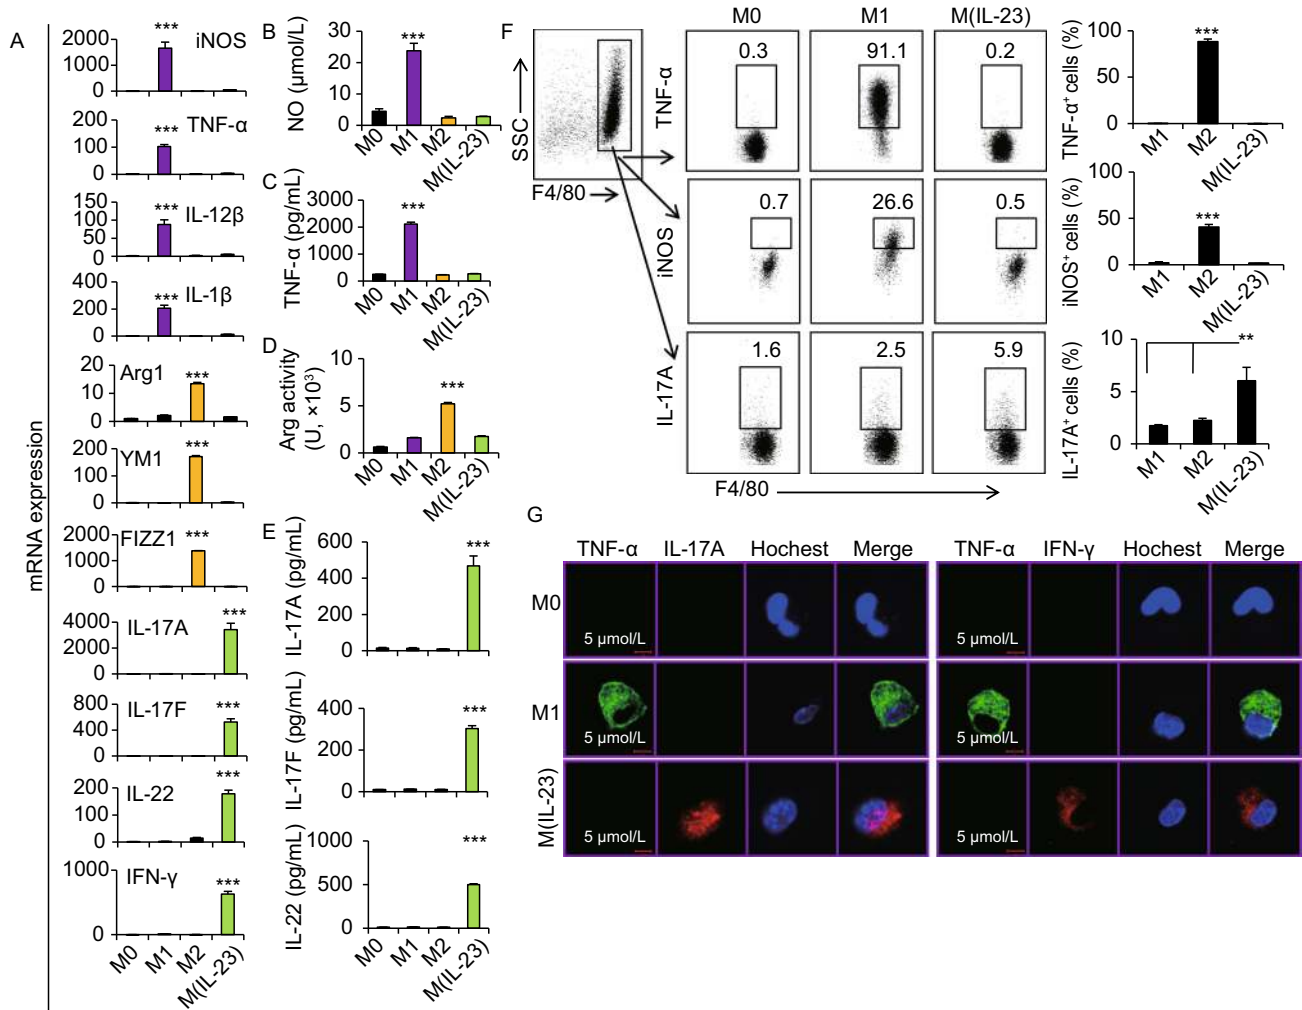 A
mRNA expression
iNOS
***
2000
1000
0
TNF-α
***
200
100
0
IL-12β
***
150
100
50
0
IL-1β
***
400
200
0
Arg1
***
20
10
0
YM1
***
200
100
0
FIZZ1
***
2000
1000
0
IL-17A
***
4000
2000
0
IL-17F
***
800
400
0
IL-22
***
200
100
0
IFN-γ
***
1000
0
M0 M1 M2 M(IL-23)
B
NO (μmol/L)
***
30
20
10
0
M0 M1 M2 M(IL-23)
C
TNF-α (pg/mL)
***
3000
2000
1000
0
M0 M1 M2 M(IL-23)
D
Arg activity
(U, ×10³)
***
10
5
0
M0 M1 M2 M(IL-23)
E
IL-17A (pg/mL)
***
600
400
200
0
IL-17F (pg/mL)
***
400
200
0
IL-22 (pg/mL)
***
1000
500
0
M0 M1 M2 M(IL-23)
F
SSC
F4/80
M0 M1 M(IL-23)
TNF-α
0.3 91.1 0.2
iNOS
0.7 26.6 0.5
IL-17A
1.6 2.5 5.9
F4/80
TNF-α⁺ cells (%)
***
100
50
0
M1 M2 M(IL-23)
iNOS⁺ cells (%)
***
100
50
0
M1 M2 M(IL-23)
IL-17A⁺ cells (%)
**
10
5
0
M1 M2 M(IL-23)
G
TNF-α IL-17A Hochest Merge TNF-α IFN-γ Hochest Merge
M0
5 μmol/L 5 μmol/L
M1
5 μmol/L 5 μmol/L
M(IL-23)
5 μmol/L 5 μmol/L